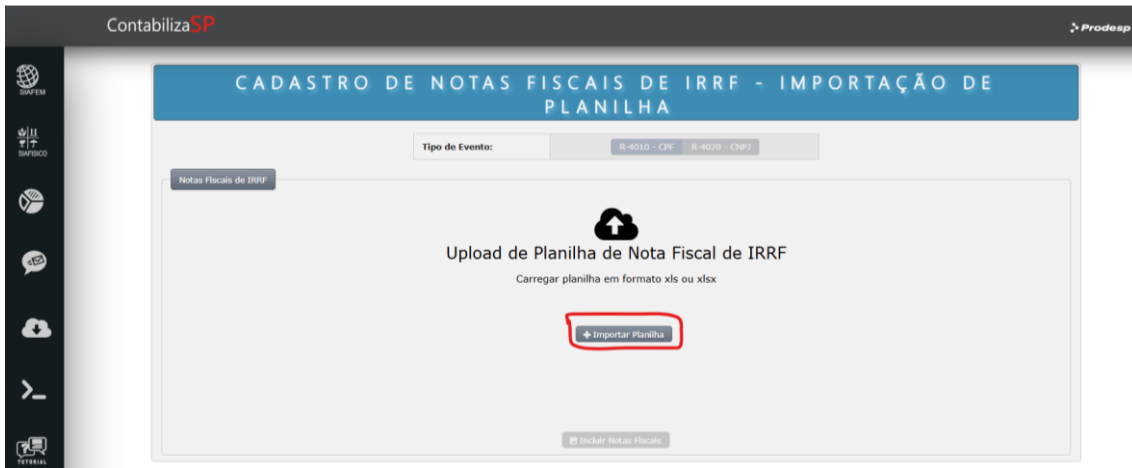 ContabilizaSP
Prodesp
SIAFEM
SIAFISICO
TUTORIAL
CADASTRO DE NOTAS FISCAIS DE IRRF - IMPORTAÇÃO DE
PLANILHA
Tipo de Evento:
R-4010 - CPF R-4020 - CNPJ
Notas Fiscais de IRRF
Upload de Planilha de Nota Fiscal de IRRF
Carregar planilha em formato xls ou xlsx
Importar Planilha
Incluir Notas Fiscais